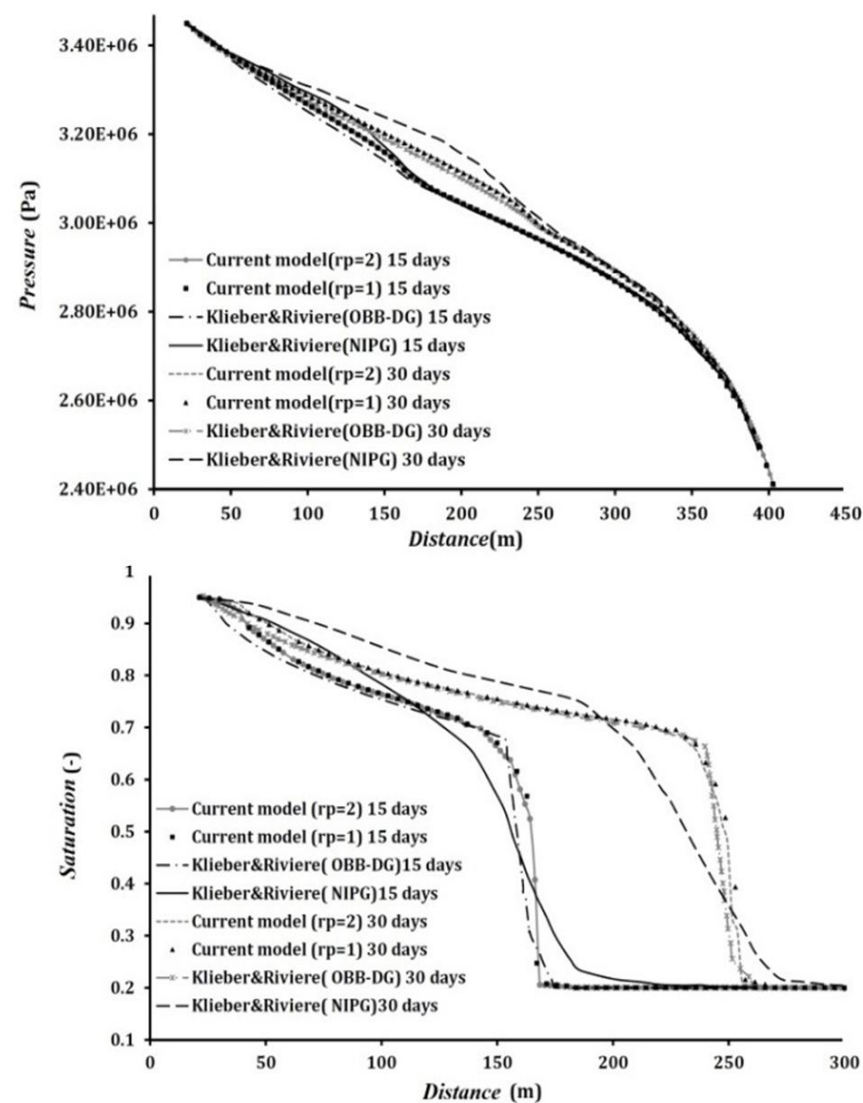 3.40E+06
3.20E+06
3.00E+06
2.80E+06
2.60E+06
2.40E+06
Pressure (Pa)
Current model(rp=2) 15 days
Current model(rp=1) 15 days
Klieber&Riviere(OBB-DG) 15 days
Klieber&Riviere(NIPG) 15 days
Current model(rp=2) 30 days
Current model(rp=1) 30 days
Klieber&Riviere(OBB-DG) 30 days
Klieber&Riviere(NIPG) 30 days
0 50 100 150 200 250 300 350 400 450
Distance(m)
1
0.9
0.8
0.7
0.6
0.5
0.4
0.3
0.2
0.1
Saturation (-)
Current model (rp=2) 15 days
Current model (rp=1) 15 days
Klieber&Riviere( OBB-DG)15 days
Klieber&Riviere( NIPG)15 days
Current model (rp=2) 30 days
Current model (rp=1) 30 days
Klieber&Riviere( OBB-DG) 30 days
Klieber&Riviere( NIPG)30 days
0 50 100 150 200 250 300
Distance (m)